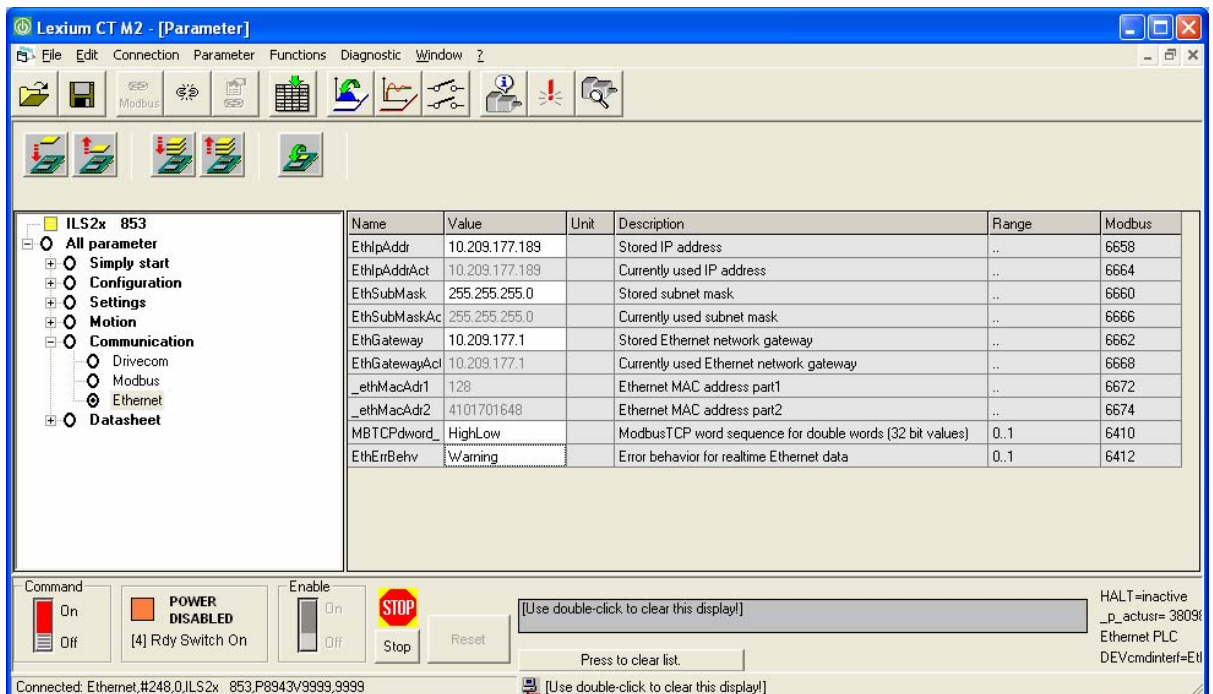 Lexium CT M2 - [Parameter]
File Edit Connection Parameter Functions Diagnostic Window ?
Modbus
ILS2x 853
All parameter
Simply start
Configuration
Settings
Motion
Communication
Drivecom
Modbus
Ethernet
Datasheet
Name Value Unit Description Range Modbus
EthIpAddr 10.209.177.189 Stored IP address .. 6658
EthIpAddrAct 10.209.177.189 Currently used IP address .. 6664
EthSubMask 255.255.255.0 Stored subnet mask .. 6660
EthSubMaskAc 255.255.255.0 Currently used subnet mask .. 6666
EthGateway 10.209.177.1 Stored Ethernet network gateway .. 6662
EthGatewayAct 10.209.177.1 Currently used Ethernet network gateway .. 6668
_ethMacAdr1 128 Ethernet MAC address part1 .. 6672
_ethMacAdr2 4101701648 Ethernet MAC address part2 .. 6674
MBTCPdword_ HighLow ModbusTCP word sequence for double words (32 bit values) 0..1 6410
EthErrBehv Warning Error behavior for realtime Ethernet data 0..1 6412
Command
On
Off
POWER
DISABLED
[4] Rdy Switch On
Enable
On
Off
STOP
Stop
Reset
[Use double-click to clear this display!]
Press to clear list.
HALT=inactive
_p_actusr= 38098
Ethernet PLC
DEVcmdinterf=Etl
Connected: Ethernet,#248,0,ILS2x 853,P8943V9999,9999
[Use double-click to clear this display!]